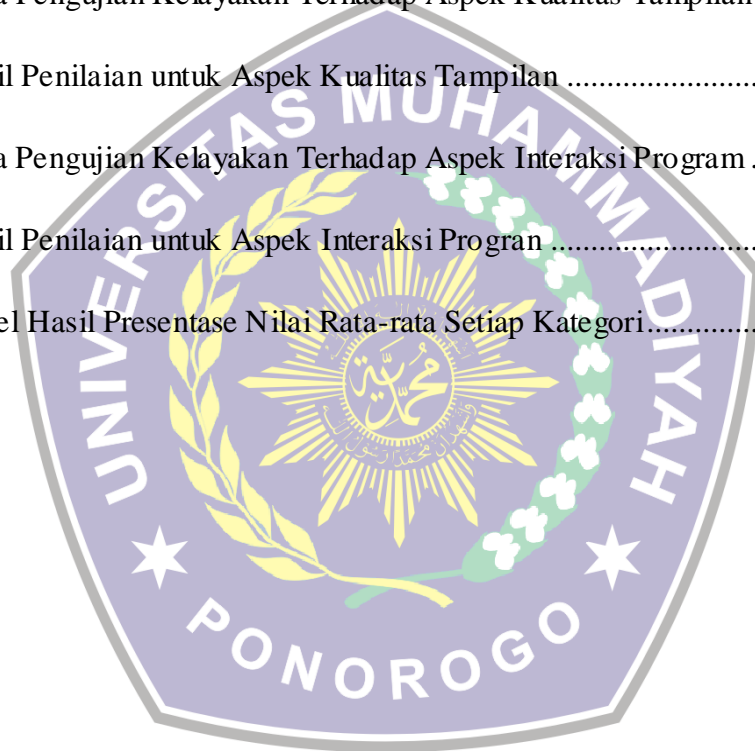 a Pengujian Kelayakan Terhadap Aspek Kualitas Tampilan
il Penilaian untuk Aspek Kualitas Tampilan ........................
a Pengujian Kelayakan Terhadap Aspek Interaksi Program .
il Penilaian untuk Aspek Interaksi Progran ..........................
el Hasil Presentase Nilai Rata-rata Setiap Kategori..............
UNIVERSITAS MUHAMMADIYAH
PONOROGO
محمدية